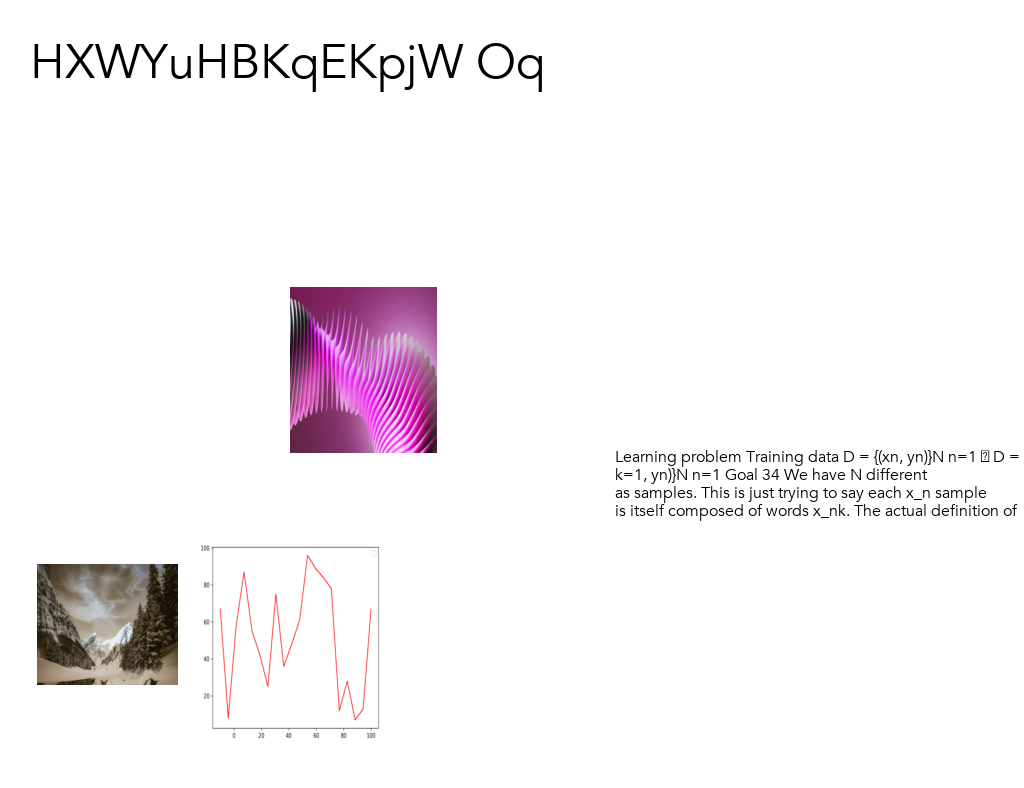 HXWYuHBKqEKpjW Oq
Learning problem Training data D = {(xn, yn)}N n=1 ⍰ D =
k=1, yn)}N n=1 Goal 34 We have N different
as samples. This is just trying to say each x_n sample
is itself composed of words x_nk. The actual definition of
100
80
60
40
20
0 20 40 60 80 100